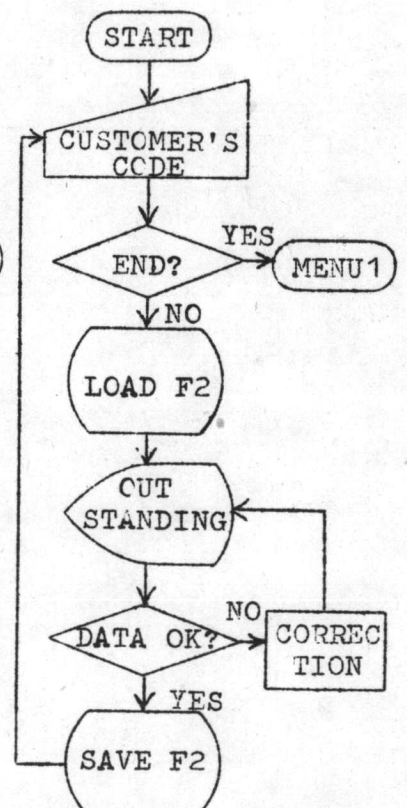 START
CUSTOMER'S
CODE
END?
YES
MENU1
NO
LOAD F2
OUT
STANDING
DATA OK?
NO
CORREC
TION
YES
SAVE F2